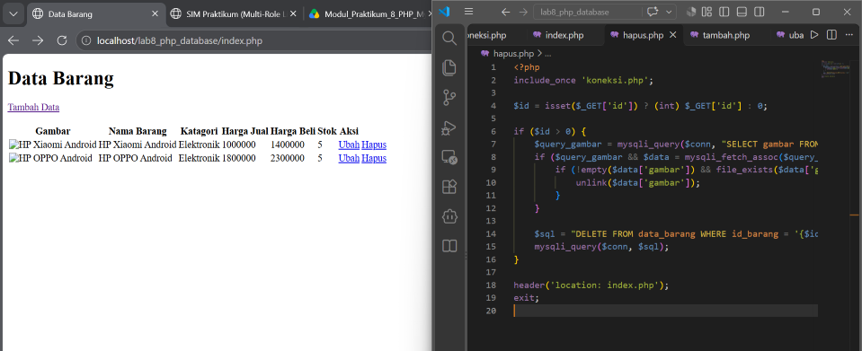 Data Barang
SIM Praktikum (Multi-Role L
Modul_Praktikum_8_PHP_M
localhost/lab8_php_database/index.php
Data Barang
Tambah Data
Gambar Nama Barang Katagori Harga Jual Harga Beli Stok Aksi
HP Xiaomi Android HP Xiaomi Android Elektronik 1000000 1400000 5 Ubah Hapus
HP OPPO Android HP OPPO Android Elektronik 1800000 2300000 5 Ubah Hapus
lab8_php_database
koneksi.php index.php hapus.php tambah.php uba
hapus.php > ...
1 <?php
2 include_once 'koneksi.php';
3
4 $id = isset($_GET['id']) ? (int) $_GET['id'] : 0;
5
6 if ($id > 0) {
7 $query_gambar = mysqli_query($conn, "SELECT gambar FROM
8 if ($query_gambar && $data = mysqli_fetch_assoc($query_
9 if (!empty($data['gambar']) && file_exists($data['g
10 unlink($data['gambar']);
11 }
12 }
13
14 $sql = "DELETE FROM data_barang WHERE id_barang = '{$id
15 mysqli_query($conn, $sql);
16 }
17
18 header('location: index.php');
19 exit;
20